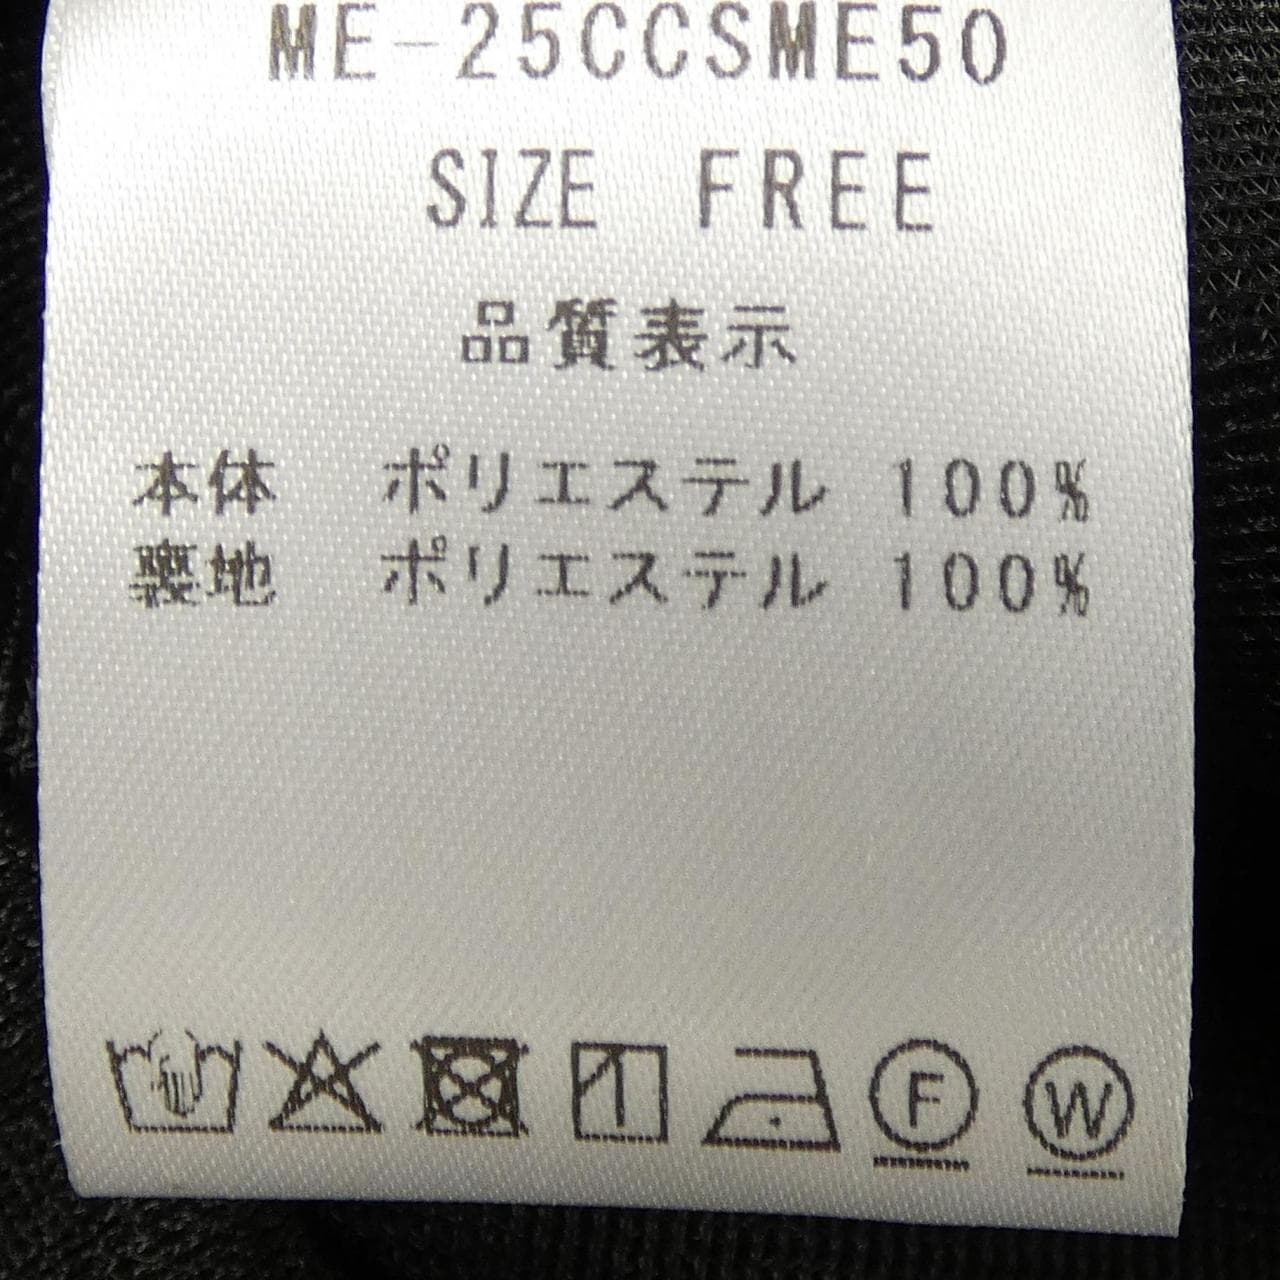 ME-25CCSME50
SIZE FREE
品質表示
本体 ポリエステル 100%
裏地 ポリエステル 100%
F W